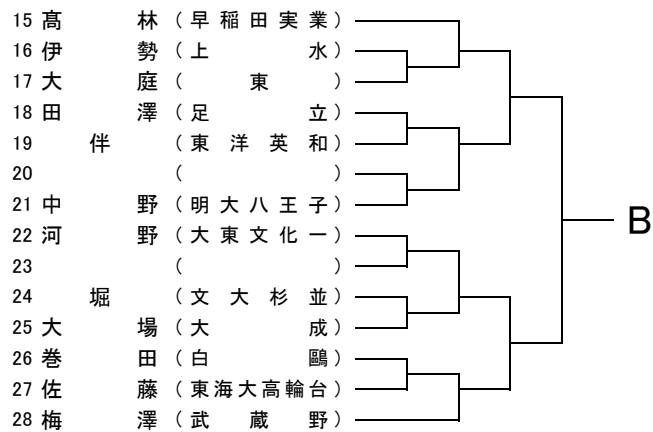 15 髙林 (早稲田実業)
16 伊勢 (上水)
17 大庭 (東)
18 田澤 (足立)
19 伴 (東洋英和)
20 ( )
21 中野 (明大八王子)
22 河野 (大東文化一)
23 ( )
24 堀 (文大杉並)
25 大場 (大成)
26 巻田 (白鷗)
27 佐藤 (東海大高輪台)
28 梅澤 (武蔵野)
B